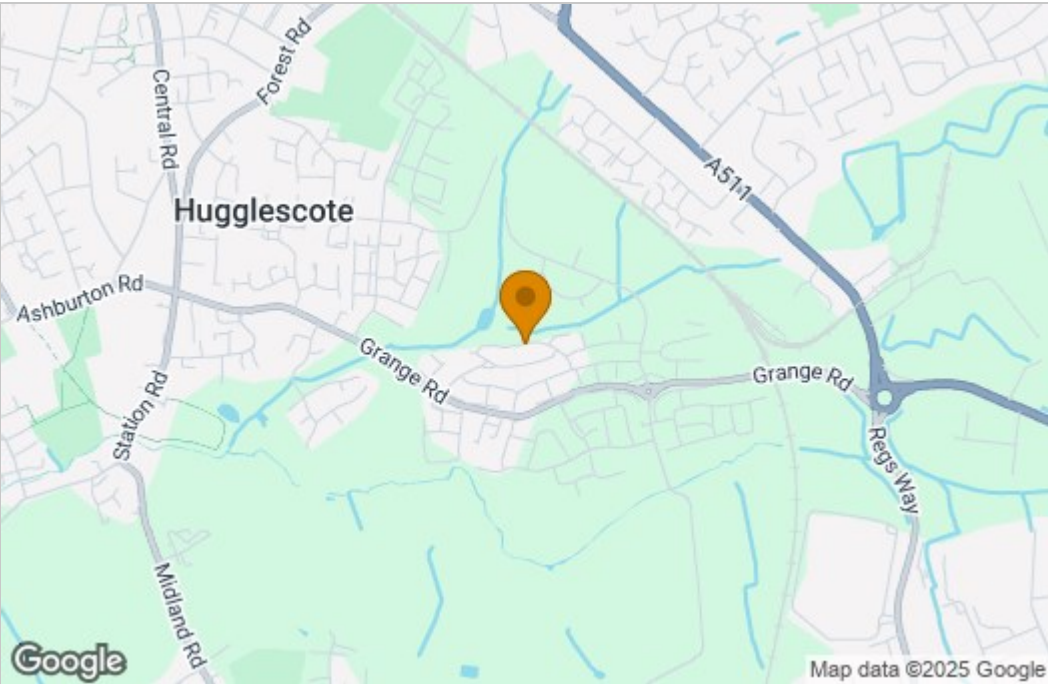 Central Rd
Forest Rd
A511
Hugglescote
Ashburton Rd
Grange Rd
Grange Rd
Station Rd
Regs Way
Midland Rd
Google
Map data ©2025 Google